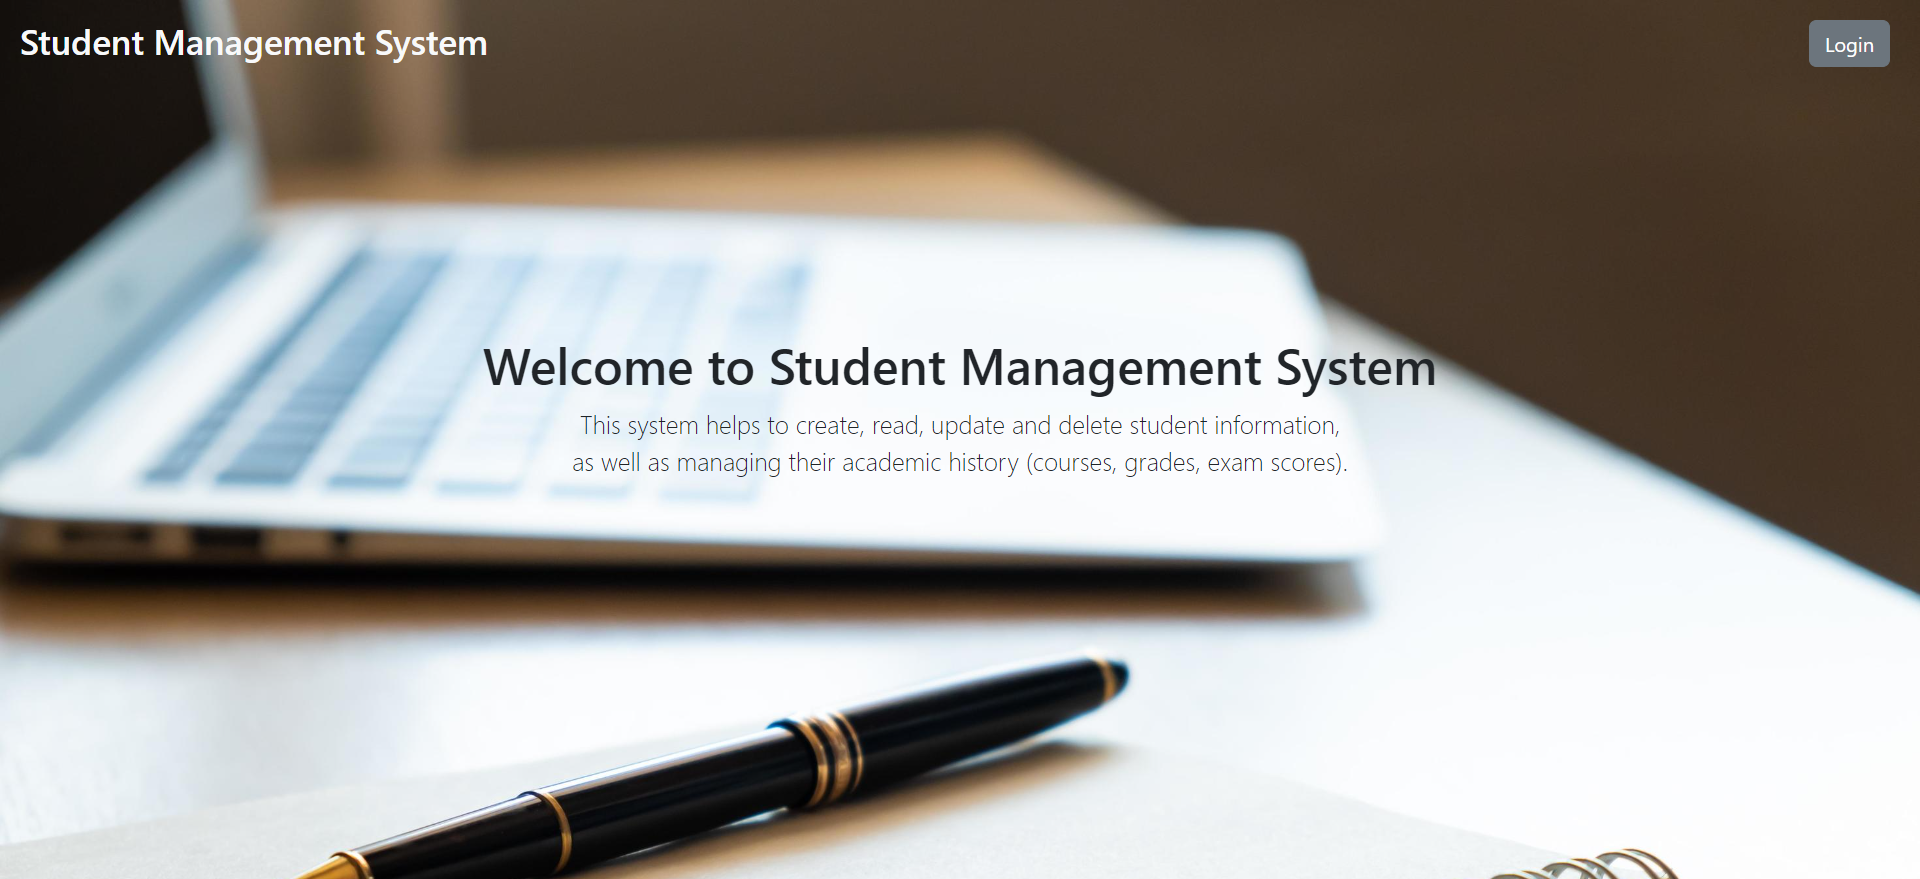 Student Management System
Login
Welcome to Student Management System
This system helps to create, read, update and delete student information,
as well as managing their academic history (courses, grades, exam scores).